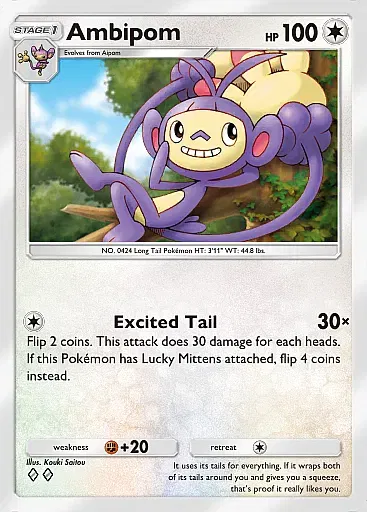 STAGE 1
Ambipom
HP 100
Evolves from Aipom
NO. 0424 Long Tail Pokémon HT: 3'11" WT: 44.8 lbs.
Excited Tail 30×
Flip 2 coins. This attack does 30 damage for each heads.
If this Pokémon has Lucky Mittens attached, flip 4 coins
instead.
weakness +20 retreat
Illus. Kouki Saitou
It uses its tails for everything. If it wraps both
of its tails around you and gives you a squeeze,
that's proof it really likes you.